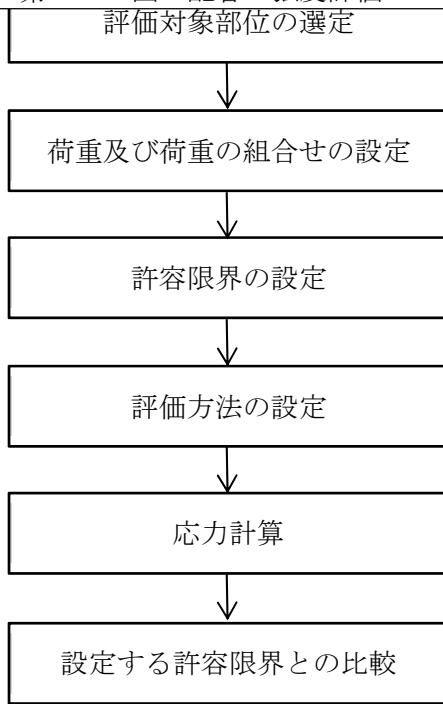 評価対象部位の選定
荷重及び荷重の組合せの設定
許容限界の設定
評価方法の設定
応力計算
設定する許容限界との比較